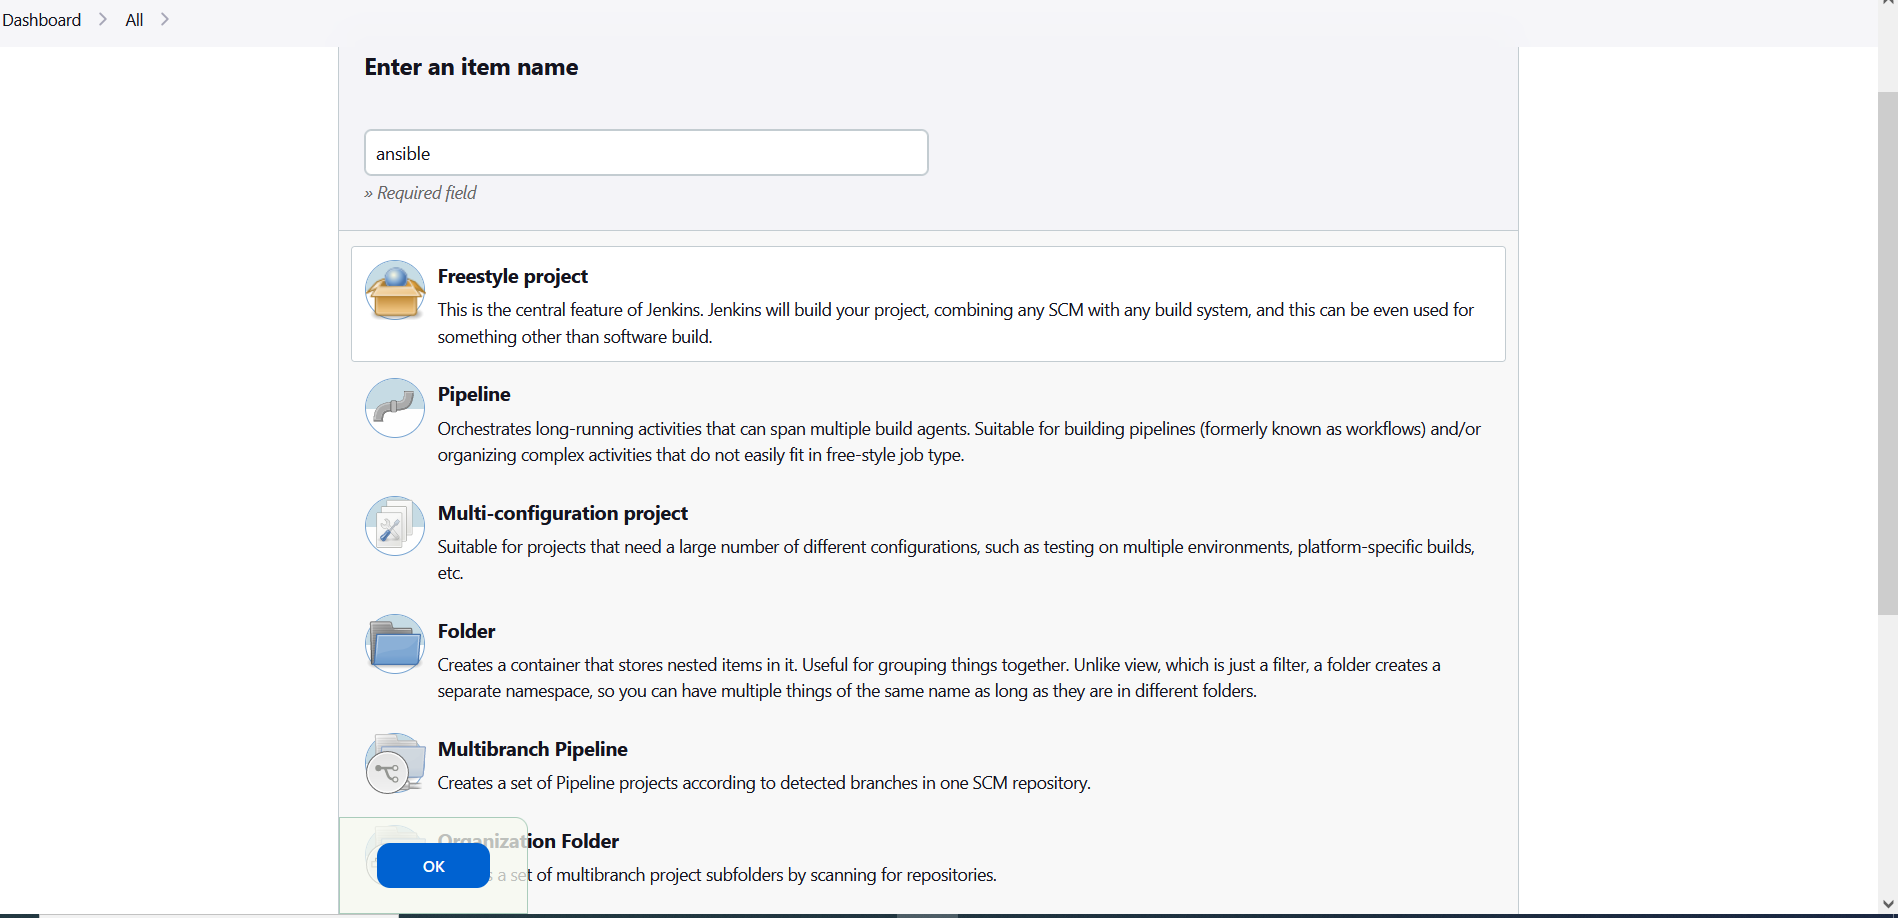 Dashboard
All
Enter an item name
ansible
» Required field
Freestyle project
This is the central feature of Jenkins. Jenkins will build your project, combining any SCM with any build system, and this can be even used for
something other than software build.
Pipeline
Orchestrates long-running activities that can span multiple build agents. Suitable for building pipelines (formerly known as workflows) and/or
organizing complex activities that do not easily fit in free-style job type.
Multi-configuration project
Suitable for projects that need a large number of different configurations, such as testing on multiple environments, platform-specific builds,
etc.
Folder
Creates a container that stores nested items in it. Useful for grouping things together. Unlike view, which is just a filter, a folder creates a
separate namespace, so you can have multiple things of the same name as long as they are in different folders.
Multibranch Pipeline
Creates a set of Pipeline projects according to detected branches in one SCM repository.
Organization Folder
OK
a set of multibranch project subfolders by scanning for repositories.